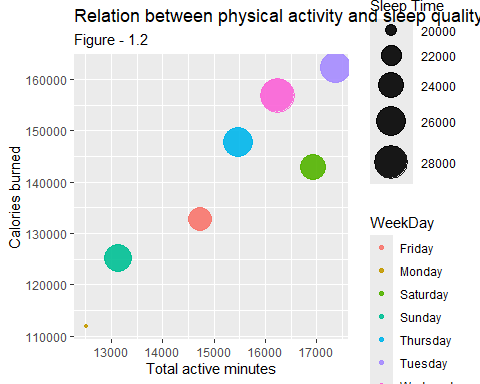 Relation between physical activity and sleep quality
Figure - 1.2
160000
150000
140000
130000
120000
110000
Calories burned
13000
14000
15000
16000
17000
Total active minutes
Sleep Time
20000
22000
24000
26000
28000
WeekDay
Friday
Monday
Saturday
Sunday
Thursday
Tuesday